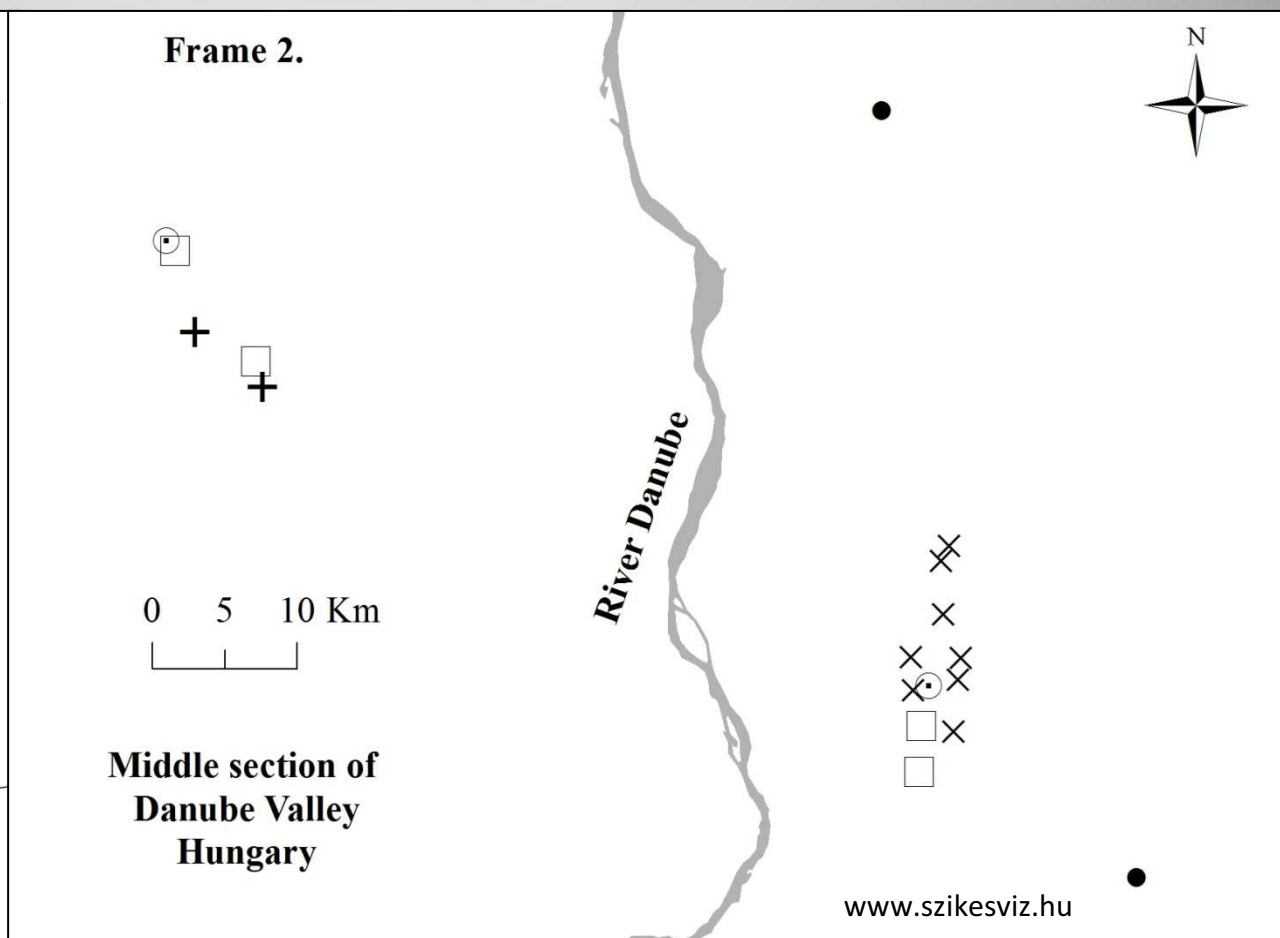 Frame 2.
N
River Danube
0 5 10 Km
Middle section of
Danube Valley
Hungary
www.szikesviz.hu